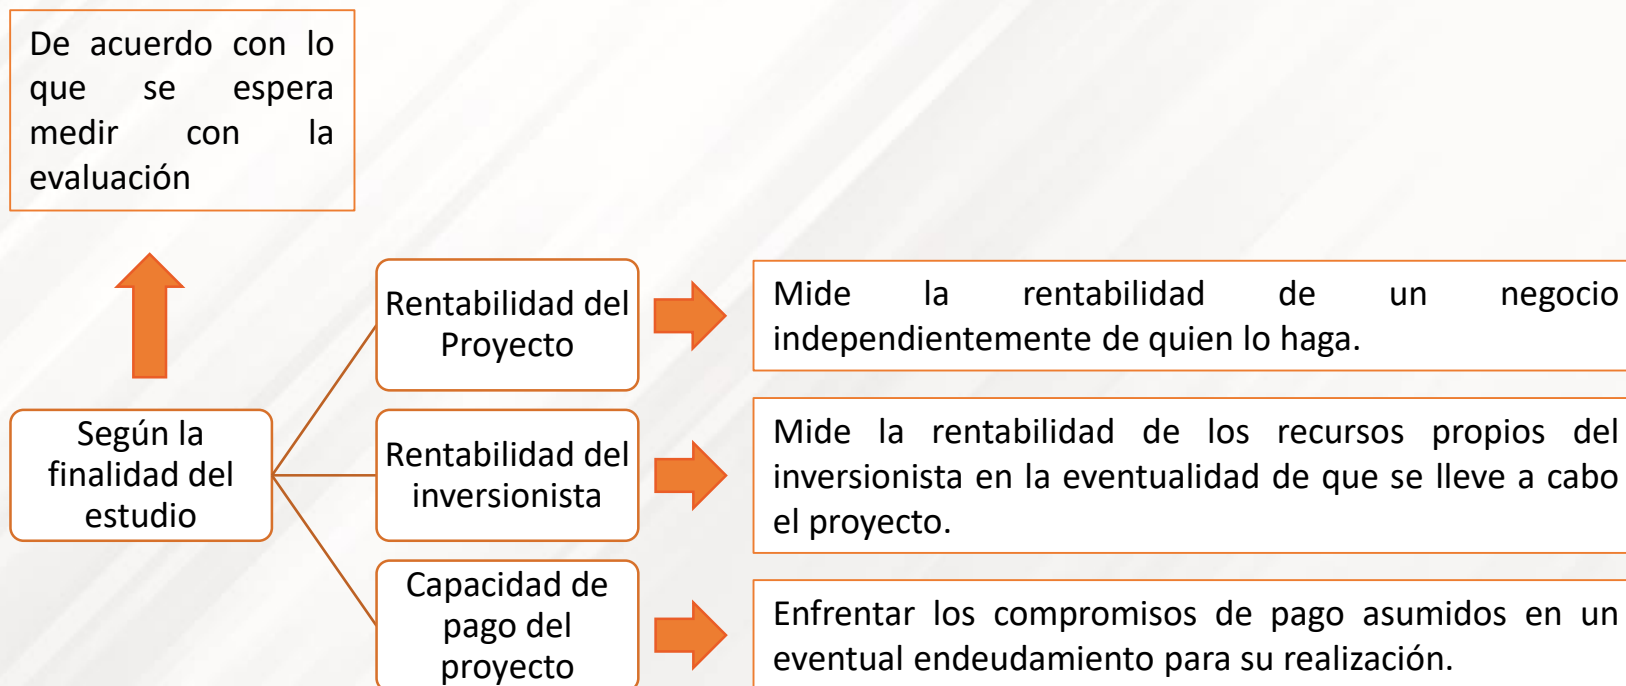 De acuerdo con lo
que se espera
medir con la
evaluación
Según la
finalidad del
estudio
Rentabilidad del
Proyecto
Mide la rentabilidad de un negocio
independientemente de quien lo haga.
Rentabilidad del
inversionista
Mide la rentabilidad de los recursos propios del
inversionista en la eventualidad de que se lleve a cabo
el proyecto.
Capacidad de
pago del
proyecto
Enfrentar los compromisos de pago asumidos en un
eventual endeudamiento para su realización.